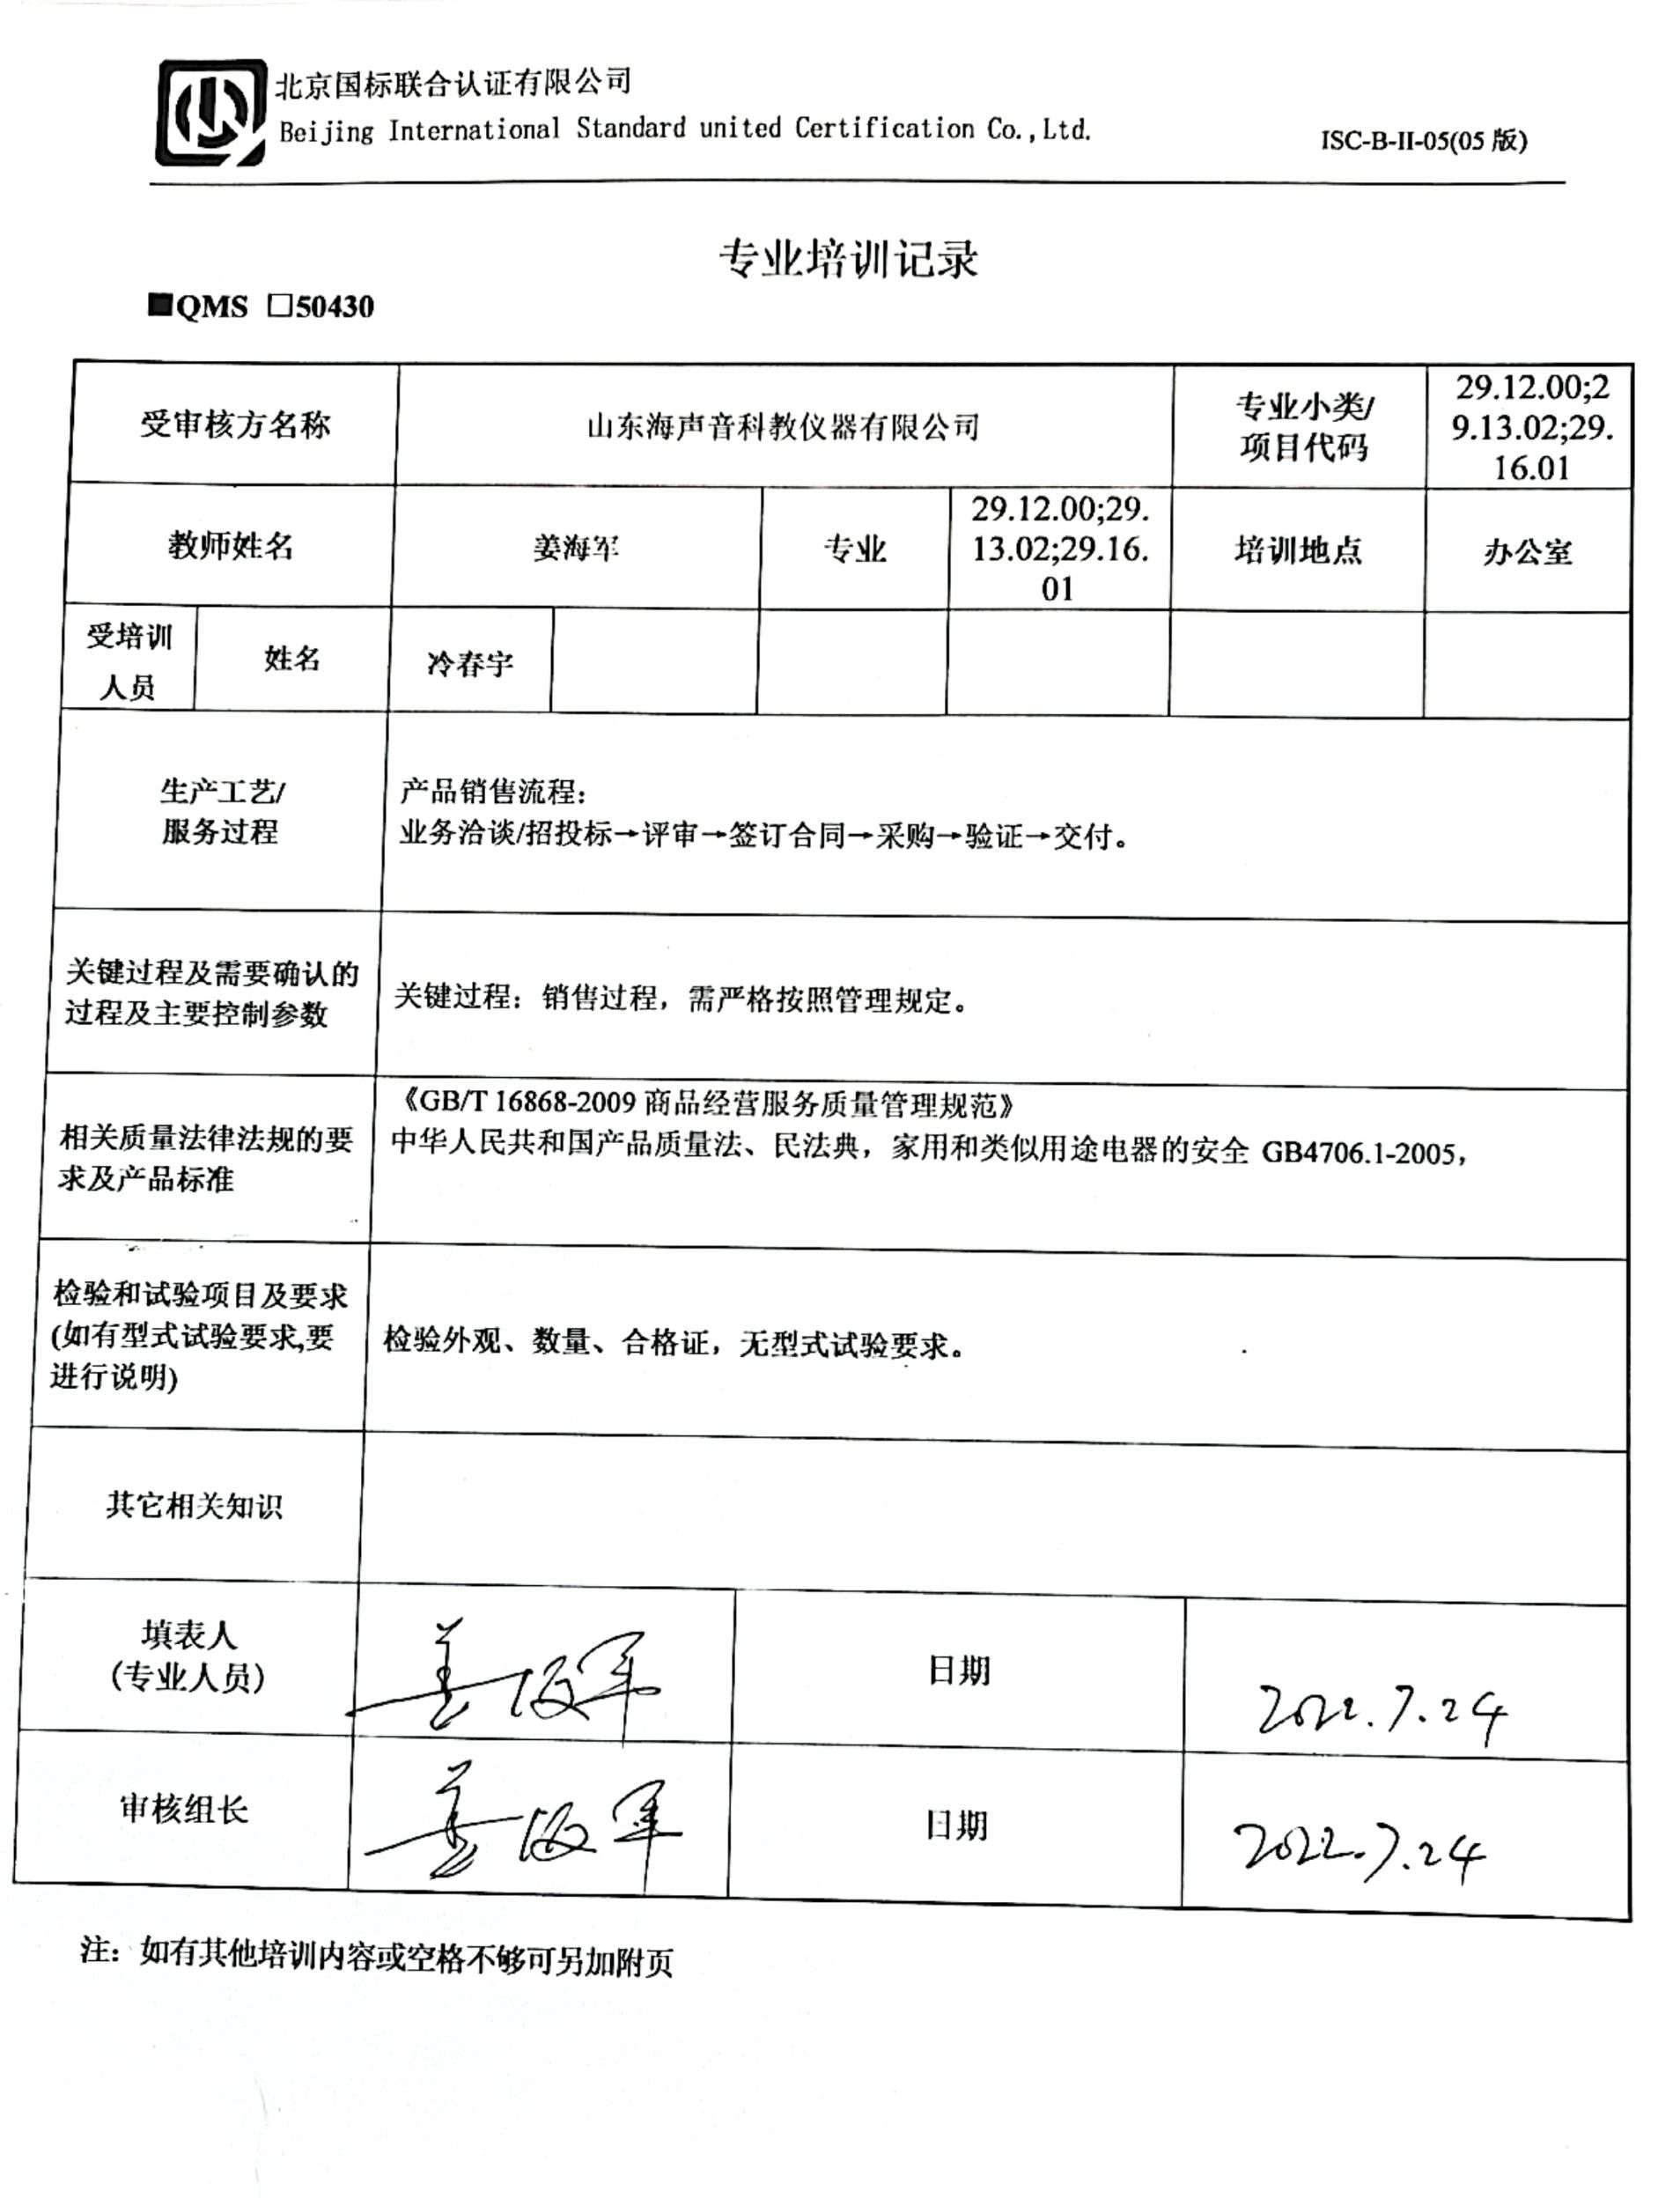 北京国标联合认证有限公司
Beijing International Standard united Certification Co.,Ltd.
ISC-B-II-05(05 版)
专业培训记录
■QMS □50430
受审核方名称
山东海声音科教仪器有限公司
专业小类/
项目代码
29.12.00;2
9.13.02;29.
16.01
教师姓名
姜海军
专业
29.12.00;29.
13.02;29.16.
01
培训地点
办公室
受培训
人员
姓名
冷春宇
生产工艺/
服务过程
产品销售流程：
业务洽谈/招投标→评审→签订合同→采购→验证→交付。
关键过程及需要确认的
过程及主要控制参数
关键过程：销售过程，需严格按照管理规定。
相关质量法律法规的要
求及产品标准
《GB/T 16868-2009 商品经营服务质量管理规范》
中华人民共和国产品质量法、民法典，家用和类似用途电器的安全 GB4706.1-2005，
检验和试验项目及要求
(如有型式试验要求,要
进行说明)
检验外观、数量、合格证，无型式试验要求。
其它相关知识
填表人
(专业人员)
姜海军
日期
2022.7.24
审核组长
姜海军
日期
2022.7.24
注：如有其他培训内容或空格不够可另加附页